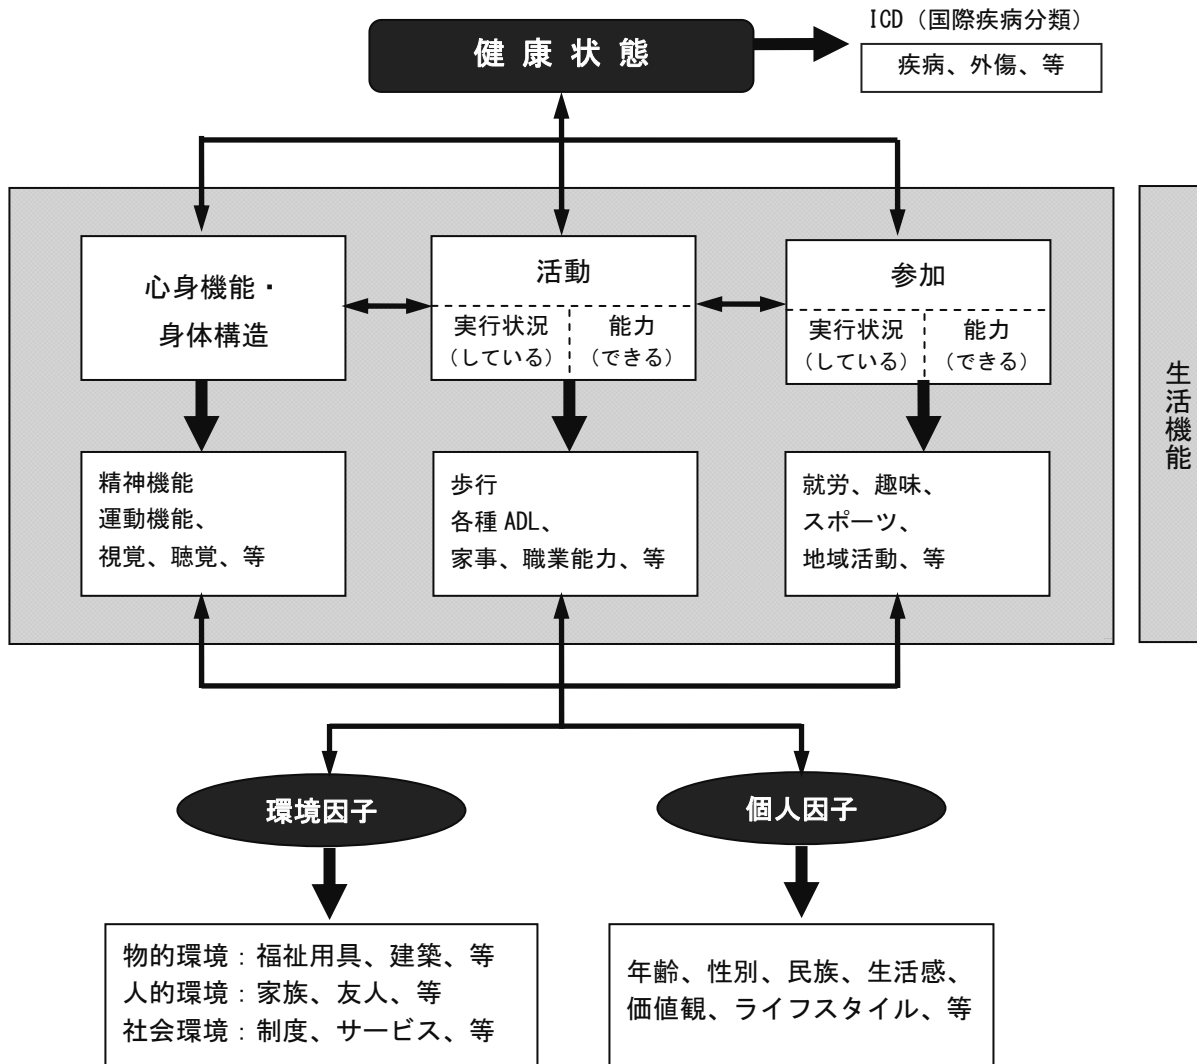 ICD（国際疾病分類）
健康状態
疾病、外傷、等
心身機能・
身体構造
活動
実行状況
（している）
能力
（できる）
参加
実行状況
（している）
能力
（できる）
生活機能
精神機能
運動機能、
視覚、聴覚、等
歩行
各種 ADL、
家事、職業能力、等
就労、趣味、
スポーツ、
地域活動、等
環境因子
個人因子
物的環境：福祉用具、建築、等
人的環境：家族、友人、等
社会環境：制度、サービス、等
年齢、性別、民族、生活感、
価値観、ライフスタイル、等